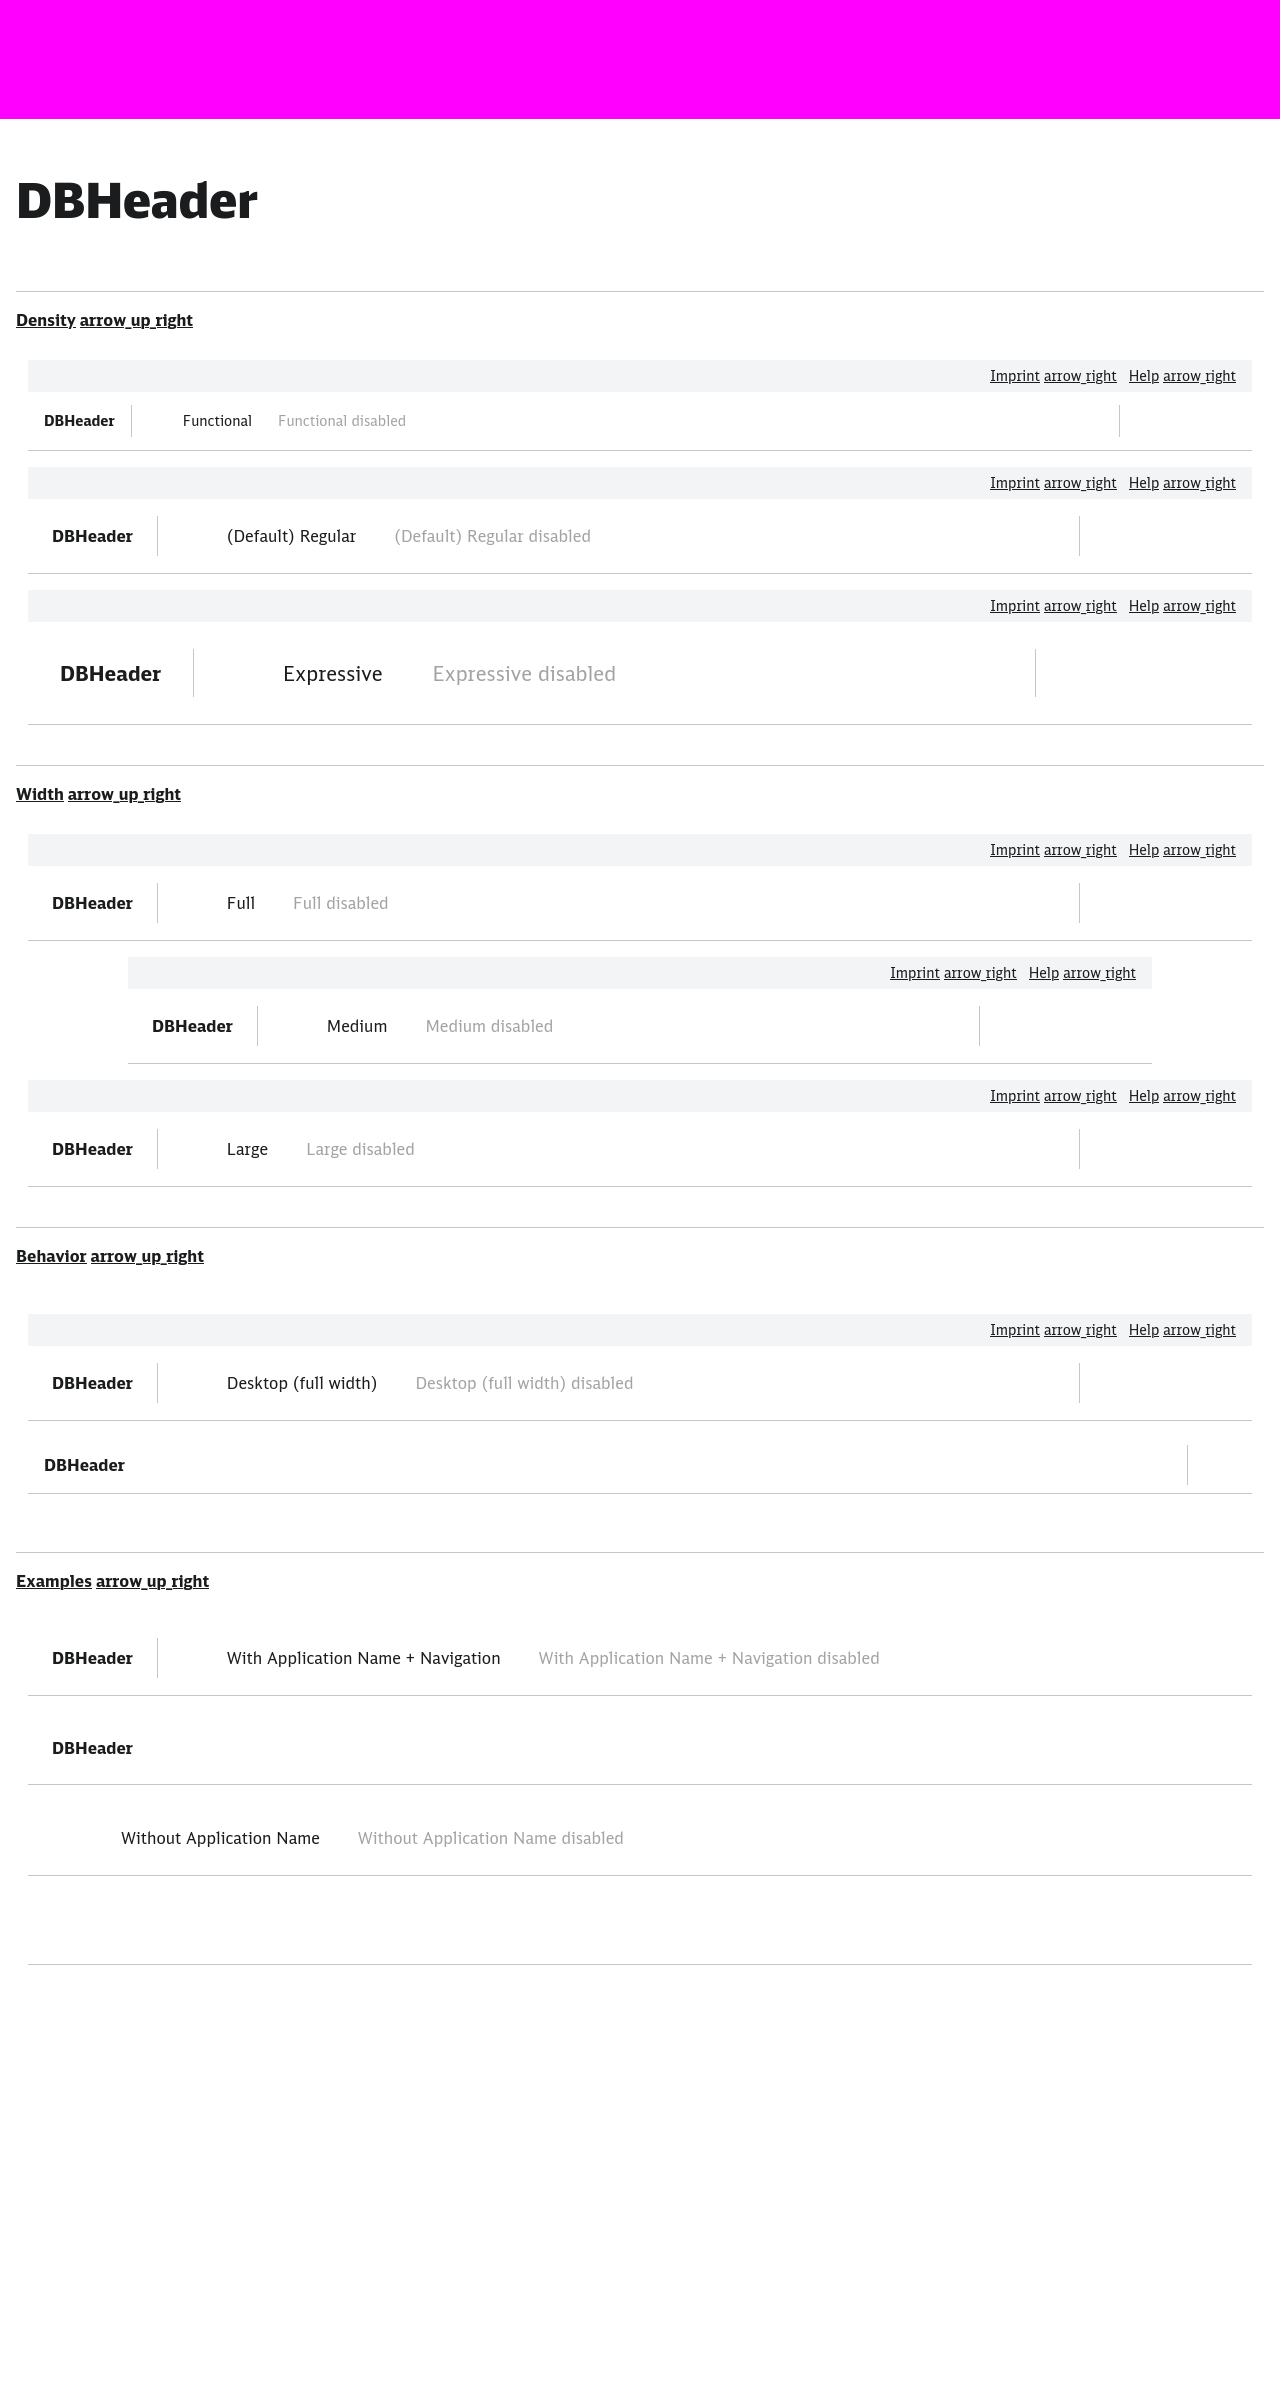 DBHeader
Density arrow_up_right
Imprint arrow_right Help arrow_right
DBHeader Functional Functional disabled
Imprint arrow_right Help arrow_right
DBHeader (Default) Regular (Default) Regular disabled
Imprint arrow_right Help arrow_right
DBHeader Expressive Expressive disabled
Width arrow_up_right
Imprint arrow_right Help arrow_right
DBHeader Full Full disabled
Imprint arrow_right Help arrow_right
DBHeader Medium Medium disabled
Imprint arrow_right Help arrow_right
DBHeader Large Large disabled
Behavior arrow_up_right
Imprint arrow_right Help arrow_right
DBHeader Desktop (full width) Desktop (full width) disabled
DBHeader
Examples arrow_up_right
DBHeader With Application Name + Navigation With Application Name + Navigation disabled
DBHeader
Without Application Name Without Application Name disabled